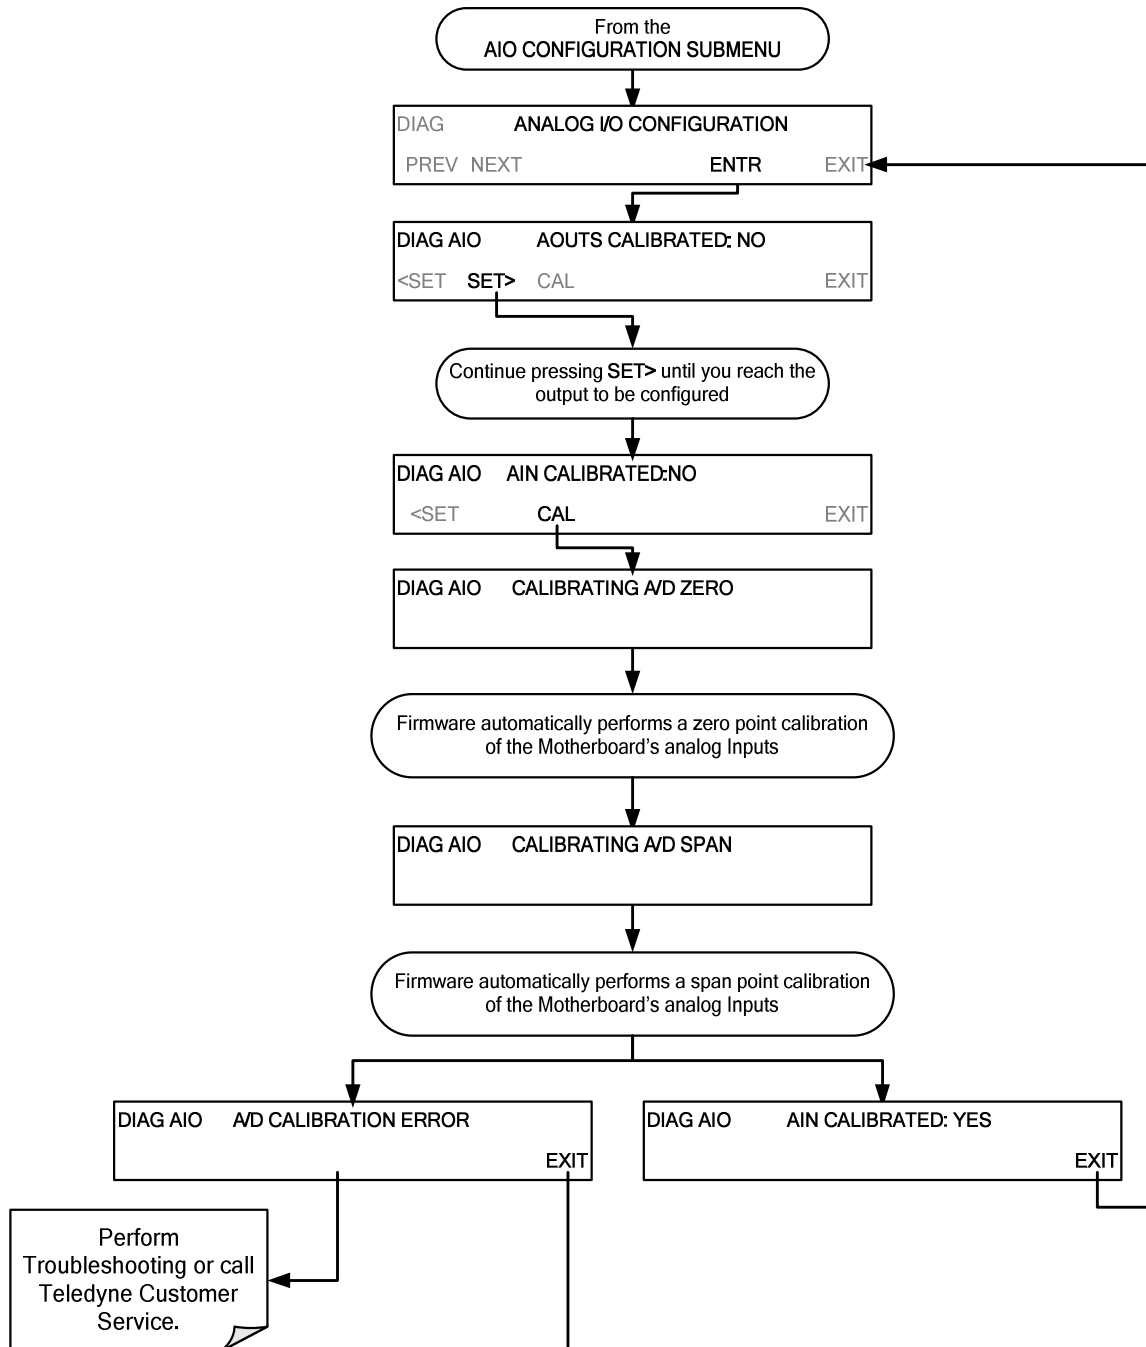 From the
AIO CONFIGURATION SUBMENU
DIAG ANALOG I/O CONFIGURATION
PREV NEXT ENTR EXIT
DIAG AIO AOUTS CALIBRATED: NO
<SET SET> CAL EXIT
Continue pressing SET> until you reach the
output to be configured
DIAG AIO AIN CALIBRATED:NO
<SET CAL EXIT
DIAG AIO CALIBRATING A/D ZERO
Firmware automatically performs a zero point calibration
of the Motherboard's analog Inputs
DIAG AIO CALIBRATING A/D SPAN
Firmware automatically performs a span point calibration
of the Motherboard's analog Inputs
DIAG AIO A/D CALIBRATION ERROR
EXIT
DIAG AIO AIN CALIBRATED: YES
EXIT
Perform
Troubleshooting or call
Teledyne Customer
Service.